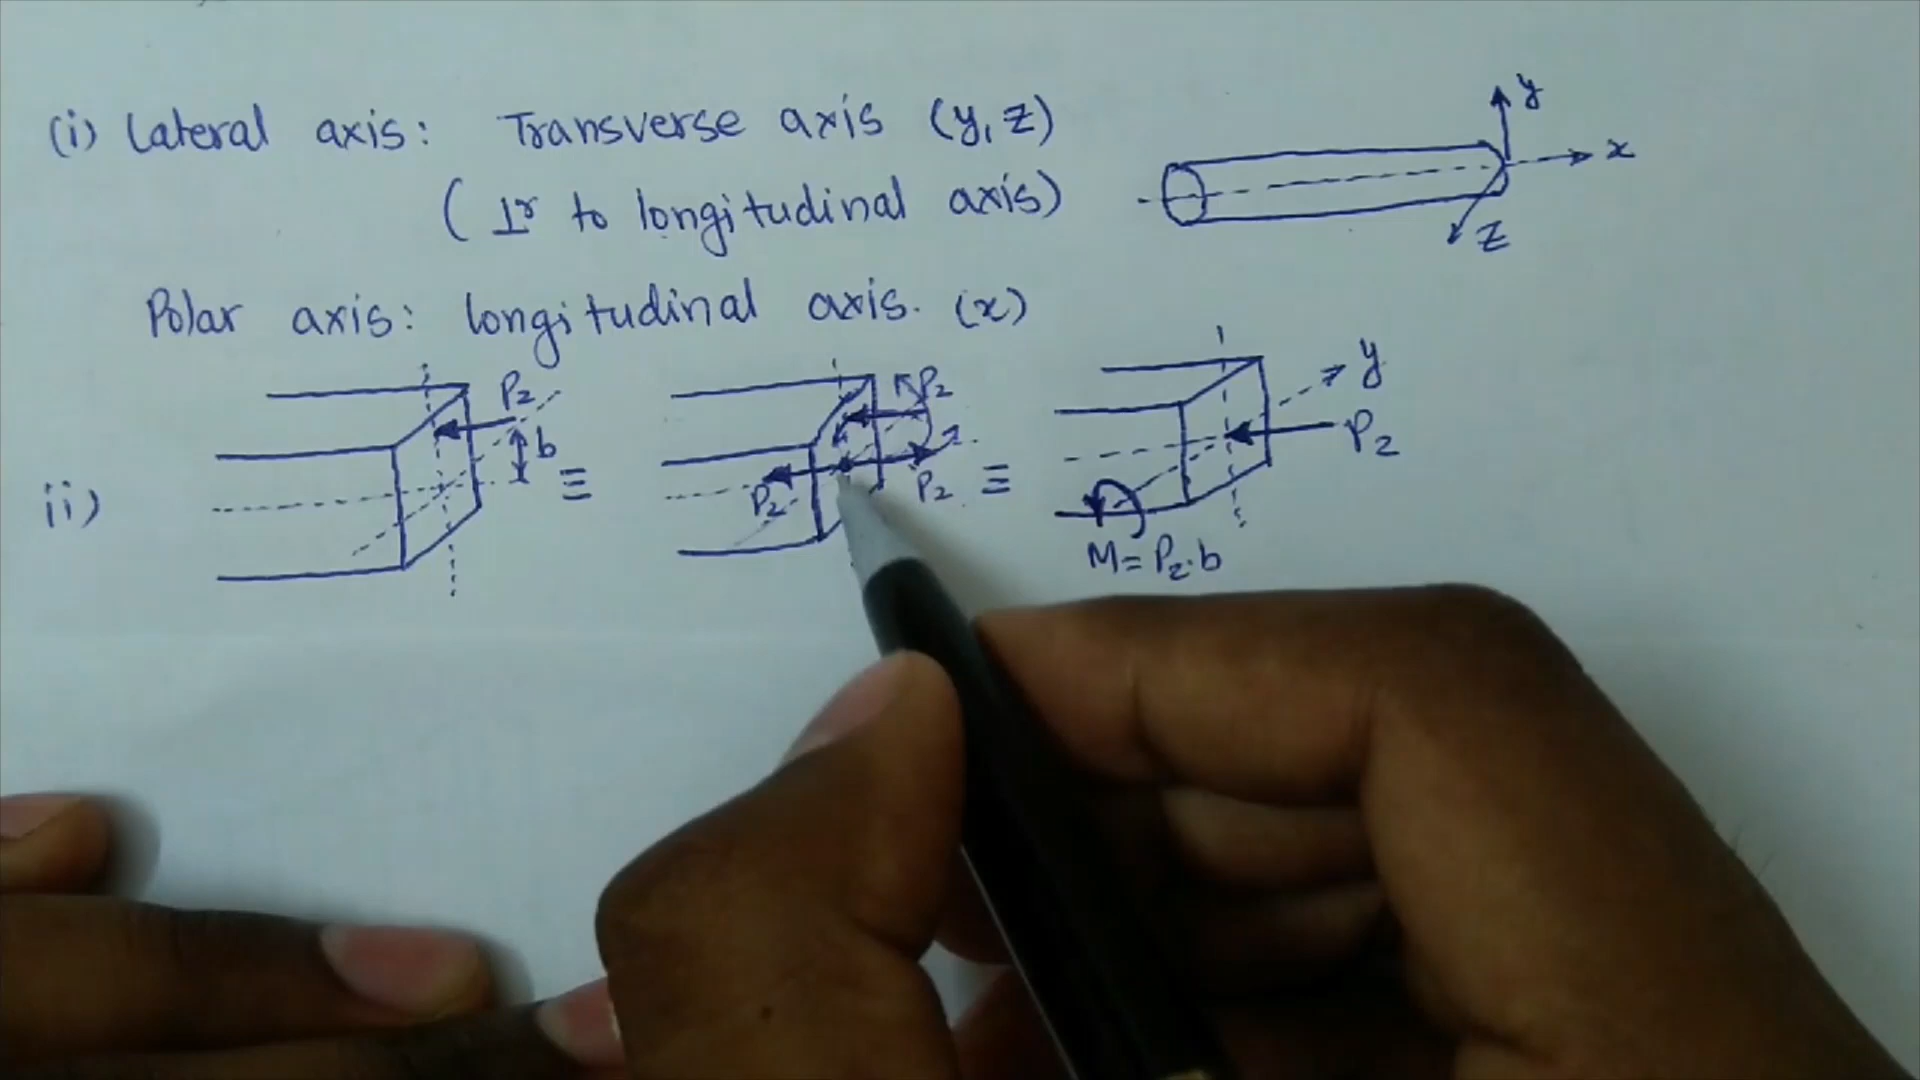 (i) Lateral axis: Transverse axis (y, z)
(⊥r to longitudinal axis)
y
x
z
Polar axis: longitudinal axis. (x)
ii)
P2
b
≡
P2
P2
P2
≡
y
P2
M = P2.b